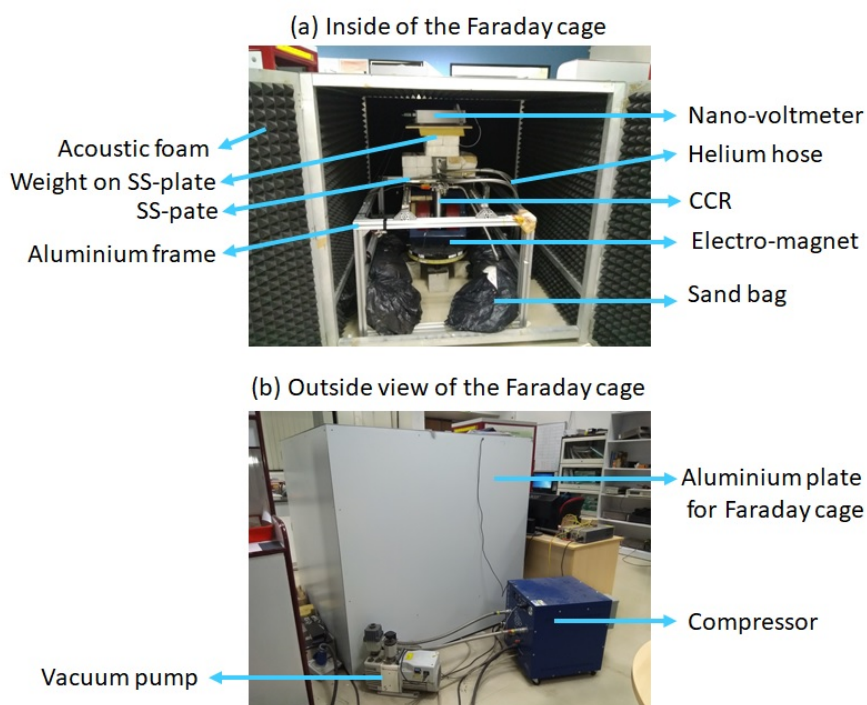 (a) Inside of the Faraday cage
Acoustic foam
Weight on SS-plate
SS-pate
Aluminium frame
Nano-voltmeter
Helium hose
CCR
Electro-magnet
Sand bag
(b) Outside view of the Faraday cage
Aluminium plate
for Faraday cage
Compressor
Vacuum pump